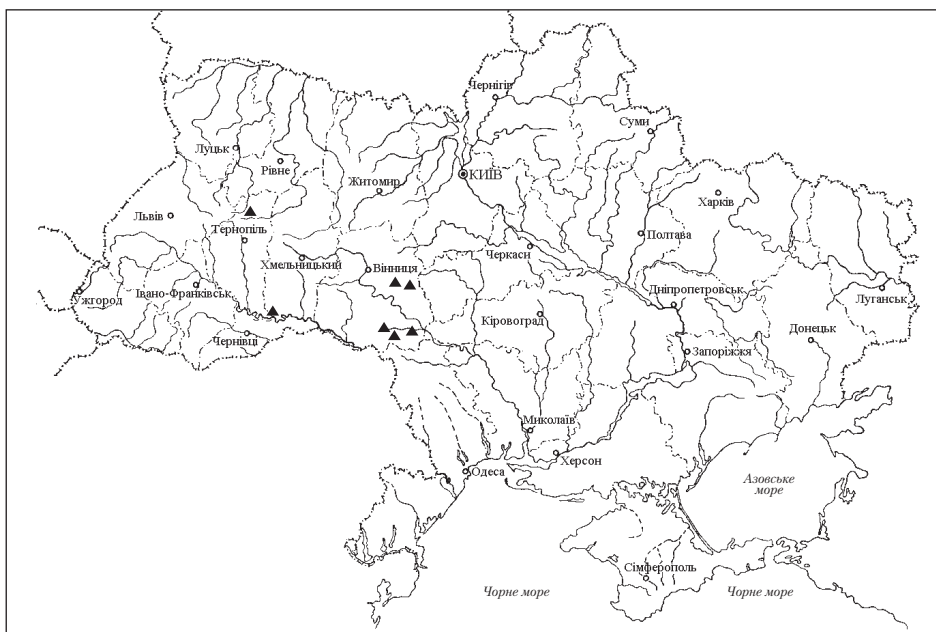 Чернігів
Суми
Луцьк
Рівне
КИЇВ
Житомир
Харків
Львів
Тернопіль
Полтава
Черкаси
Хмельницький
Вінниця
Ужгород
Івано-Франківськ
Дніпропетровськ
Луганськ
Кіровоград
Донецьк
Чернівці
Запоріжжя
Миколаїв
Херсон
Одеса
Азовське
море
Сімферополь
Чорне море
Чорне море